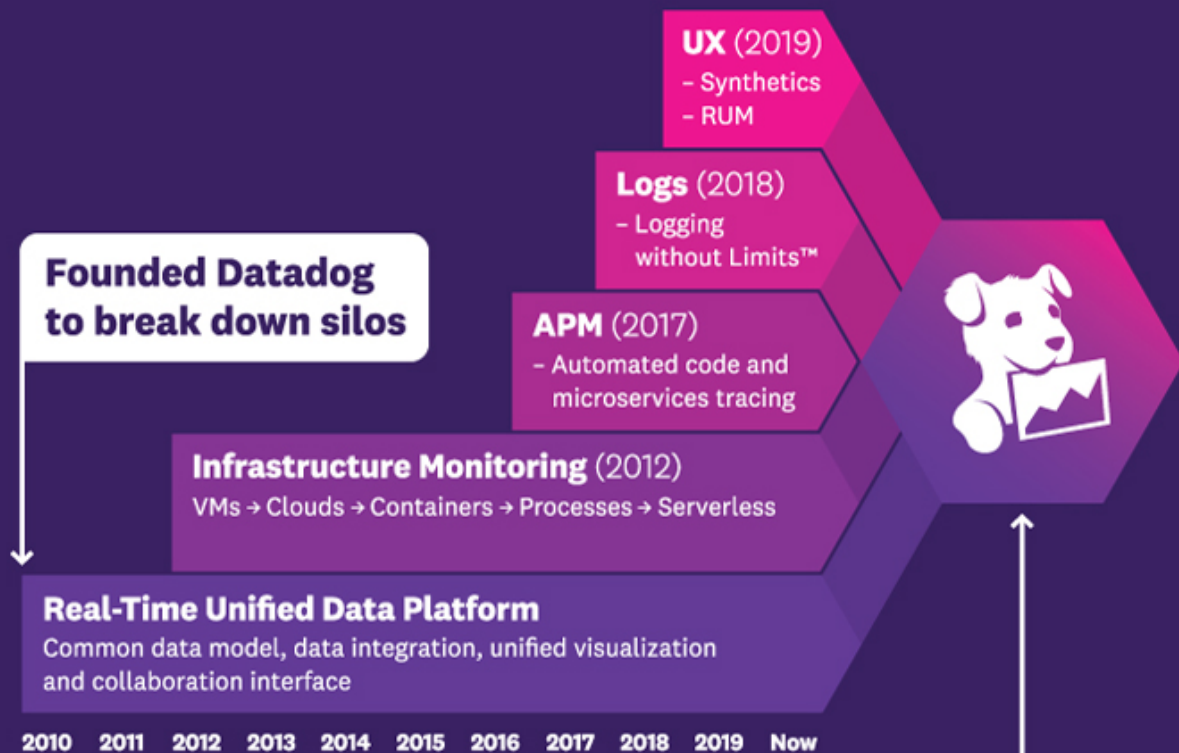 UX (2019)
– Synthetics
– RUM
Logs (2018)
– Logging
without Limits™
Founded Datadog
to break down silos
APM (2017)
– Automated code and
microservices tracing
Infrastructure Monitoring (2012)
VMs → Clouds → Containers → Processes → Serverless
Real-Time Unified Data Platform
Common data model, data integration, unified visualization
and collaboration interface
2010 2011 2012 2013 2014 2015 2016 2017 2018 2019 Now